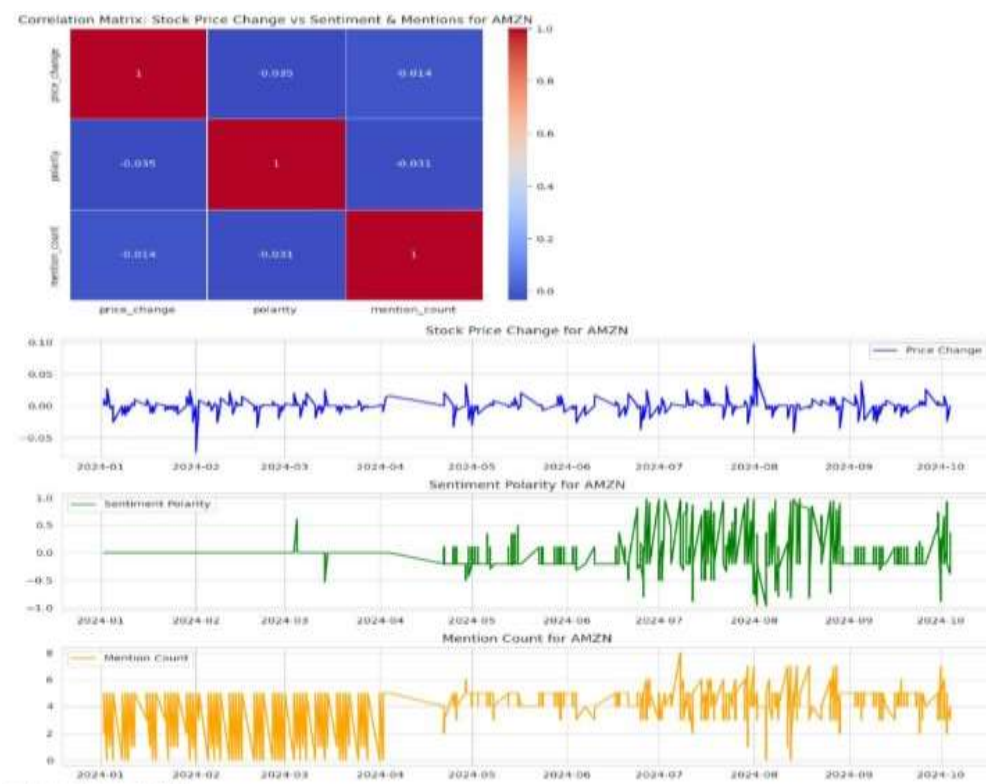 Correlation Matrix: Stock Price Change vs Sentiment & Mentions for AMZN
1.0
price_change
1
-0.035
-0.014
0.8
0.6
polarity
-0.035
1
-0.031
0.4
mention_count
-0.014
-0.031
1
0.2
0.0
price_change
polarity
mention_count
Stock Price Change for AMZN
0.10
Price Change
0.05
0.00
-0.05
2024-01 2024-02 2024-03 2024-04 2024-05 2024-06 2024-07 2024-08 2024-09 2024-10
Sentiment Polarity for AMZN
1.0
Sentiment Polarity
0.5
0.0
-0.5
-1.0
2024-01 2024-02 2024-03 2024-04 2024-05 2024-06 2024-07 2024-08 2024-09 2024-10
Mention Count for AMZN
8
Mention Count
6
4
2
0
2024-01 2024-02 2024-03 2024-04 2024-05 2024-06 2024-07 2024-08 2024-09 2024-10